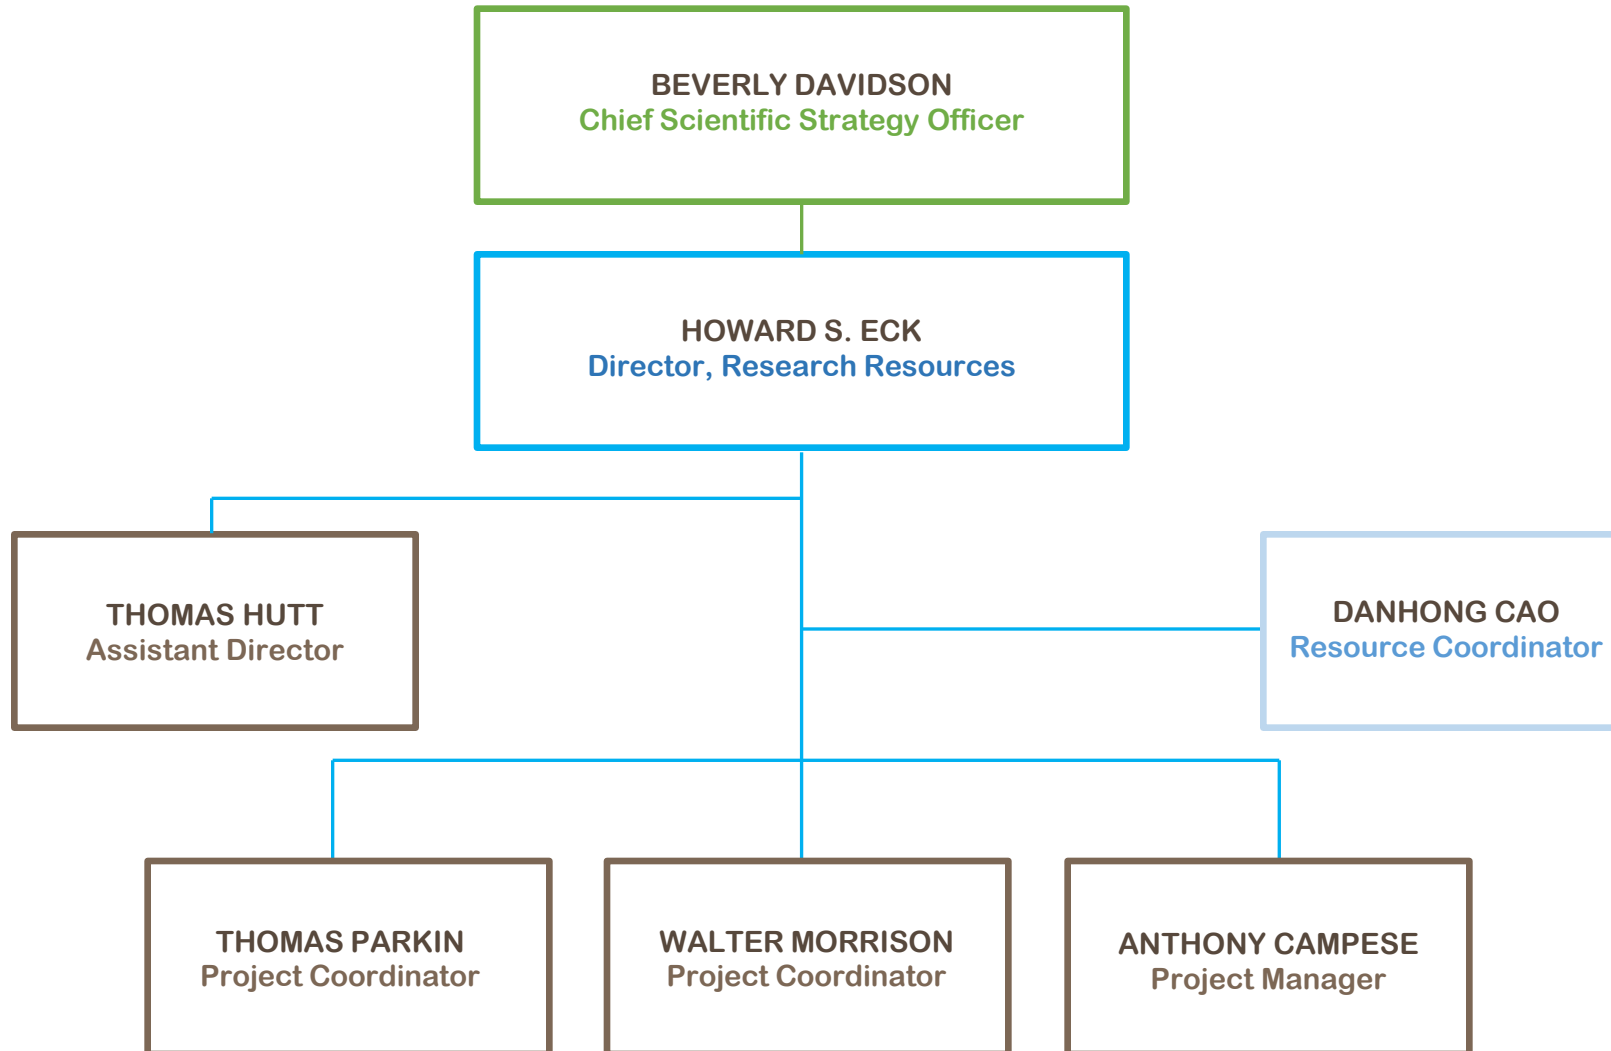 BEVERLY DAVIDSON
Chief Scientific Strategy Officer
HOWARD S. ECK
Director, Research Resources
THOMAS HUTT
Assistant Director
DANHONG CAO
Resource Coordinator
THOMAS PARKIN
Project Coordinator
WALTER MORRISON
Project Coordinator
ANTHONY CAMPESE
Project Manager